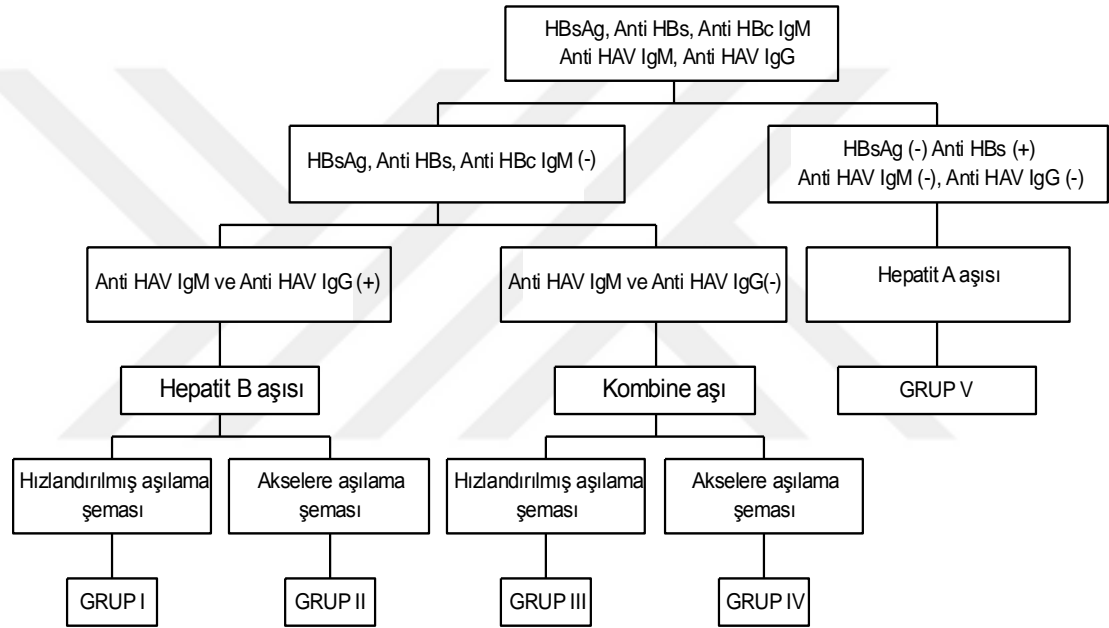 HBsAg, Anti HBs, Anti HBc IgM
Anti HAV IgM, Anti HAV IgG
HBsAg, Anti HBs, Anti HBc IgM (-)
HBsAg (-) Anti HBs (+)
Anti HAV IgM (-), Anti HAV IgG (-)
Anti HAV IgM ve Anti HAV IgG (+)
Anti HAV IgM ve Anti HAV IgG(-)
Hepatit A aşısı
Hepatit B aşısı
Kombine aşı
GRUP V
Hızlandırılmış aşılama
şeması
Akselere aşılama
şeması
Hızlandırılmış aşılama
şeması
Akselere aşılama
şeması
GRUP I
GRUP II
GRUP III
GRUP IV